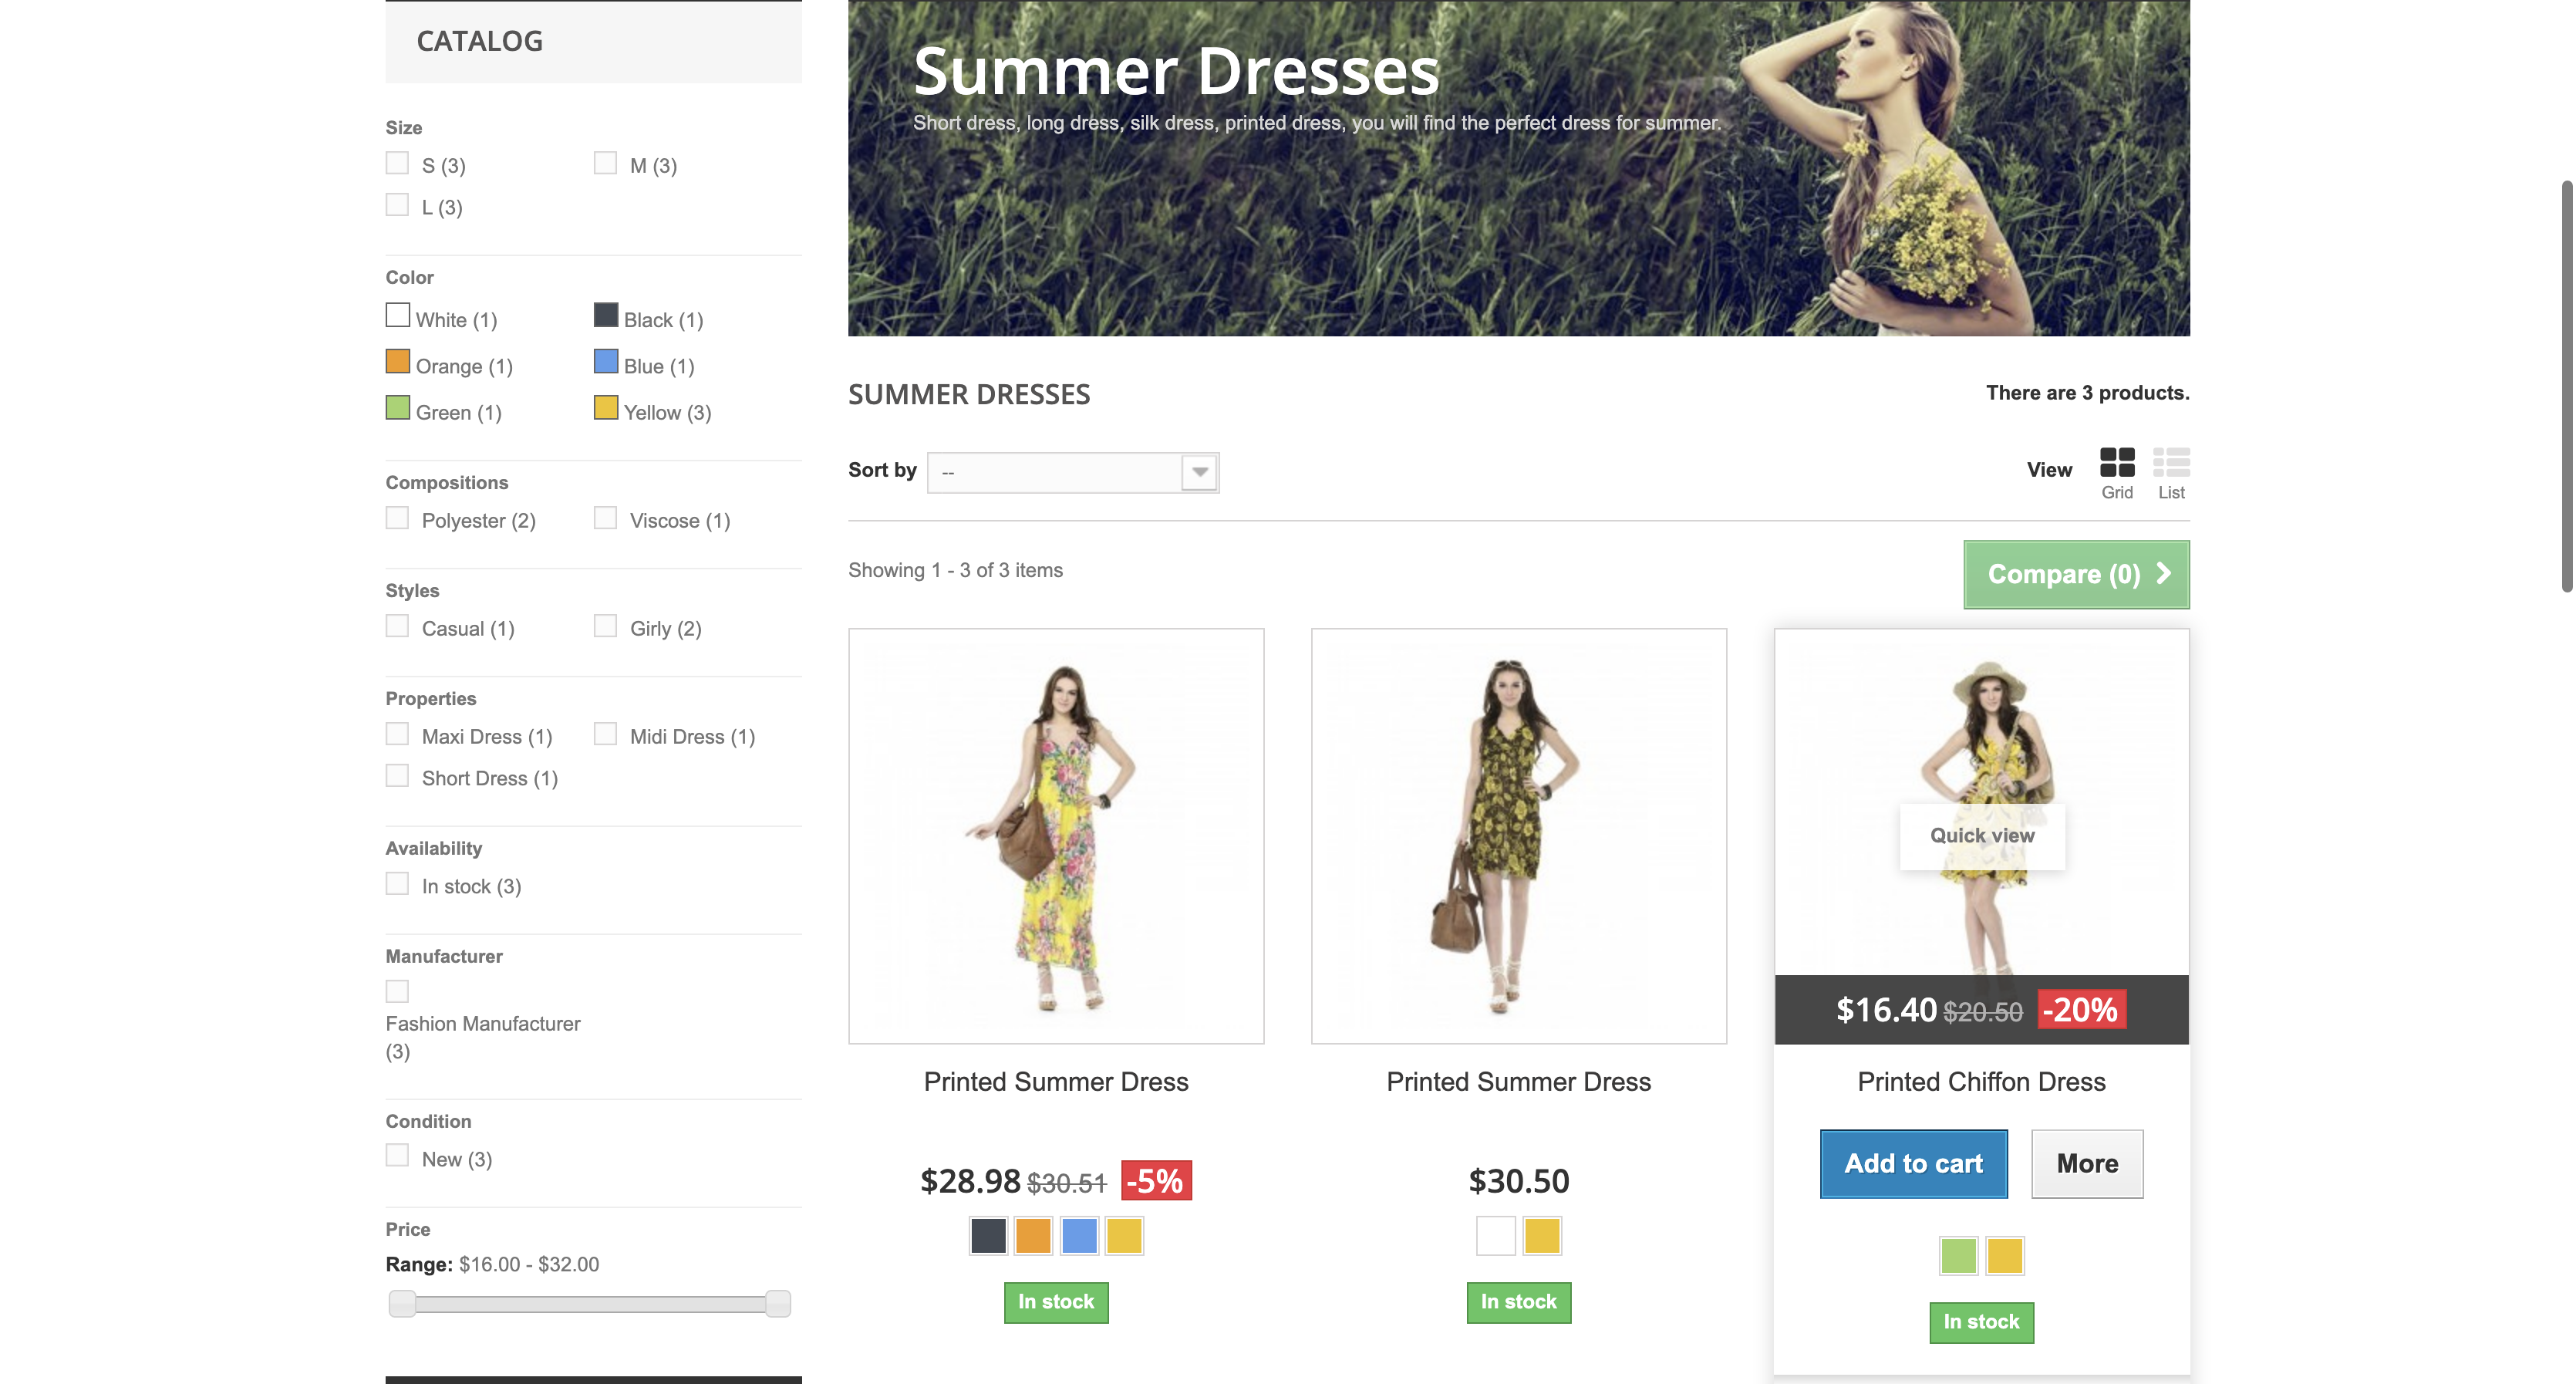 CATALOG
Size
S (3)
M (3)
L (3)
Color
White (1)
Black (1)
Orange (1)
Blue (1)
Green (1)
Yellow (3)
Compositions
Polyester (2)
Viscose (1)
Styles
Casual (1)
Girly (2)
Properties
Maxi Dress (1)
Midi Dress (1)
Short Dress (1)
Availability
In stock (3)
Manufacturer
Fashion Manufacturer
(3)
Condition
New (3)
Price
Range: $16.00 - $32.00
Summer Dresses
Short dress, long dress, silk dress, printed dress, you will find the perfect dress for summer.
SUMMER DRESSES
There are 3 products.
Sort by
--
View
Grid
List
Showing 1 - 3 of 3 items
Compare (0)
Printed Summer Dress
$28.98 $30.51 -5%
In stock
Printed Summer Dress
$30.50
In stock
Quick view
$16.40 $20.50 -20%
Printed Chiffon Dress
Add to cart
More
In stock